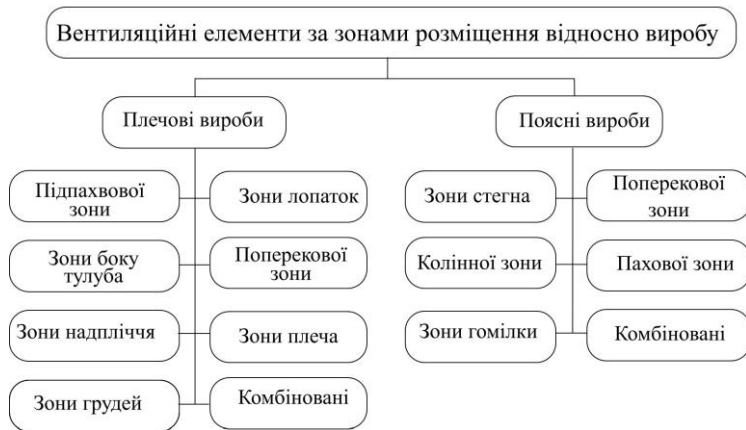 Вентиляційні елементи за зонами розміщення відносно виробу
Плечові вироби
Поясні вироби
Підпахвової
зони
Зони лопаток
Зони боку
тулуба
Поперекової
зони
Зони надпліччя
Зони плеча
Зони грудей
Комбіновані
Зони стегна
Поперекової
зони
Колінної зони
Пахової зони
Зони гомілки
Комбіновані